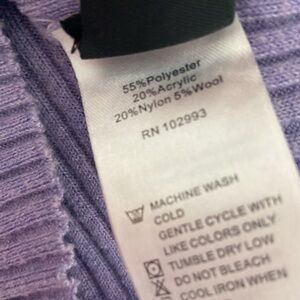 55%Polyester
20%Acrylic
20%Nylon 5%Wool
RN 102993
MACHINE WASH
COLD
GENTLE CYCLE WITH
LIKE COLORS ONLY
TUMBLE DRY LOW
DO NOT BLEACH
COOL IRON WHEN